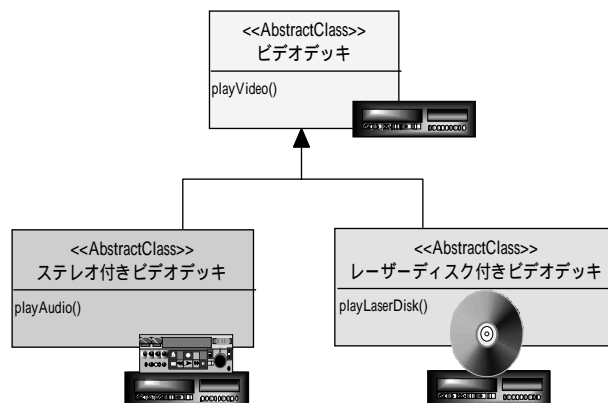 <<AbstractClass>>
ビデオデッキ
playVideo()
<<AbstractClass>>
ステレオ付きビデオデッキ
playAudio()
<<AbstractClass>>
レーザーディスク付きビデオデッキ
playLaserDisk()